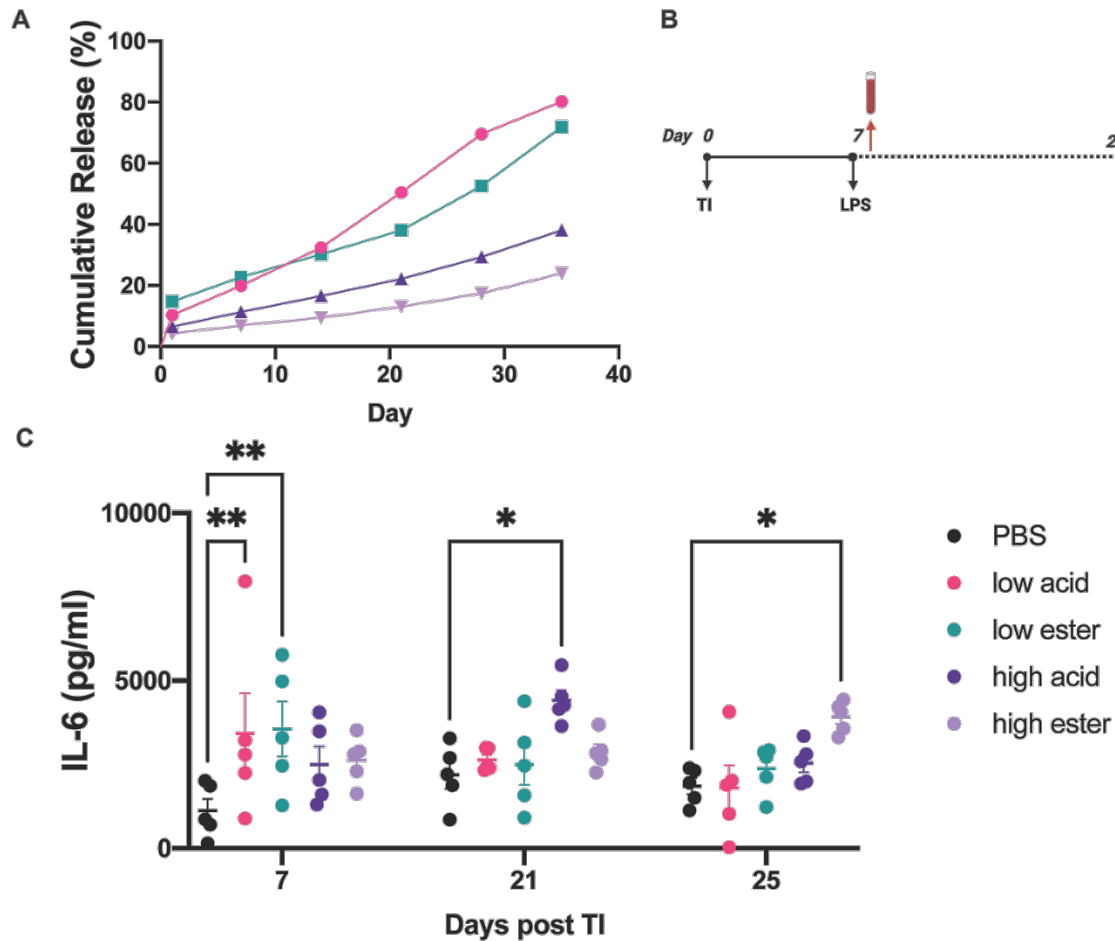 A
Cumulative Release (%)
100
80
60
40
20
0
0 10 20 30 40
Day
B
Day 0 7 2
TI LPS
C
IL-6 (pg/ml)
10000
5000
0
** ** * *
7 21 25
Days post TI
PBS
low acid
low ester
high acid
high ester